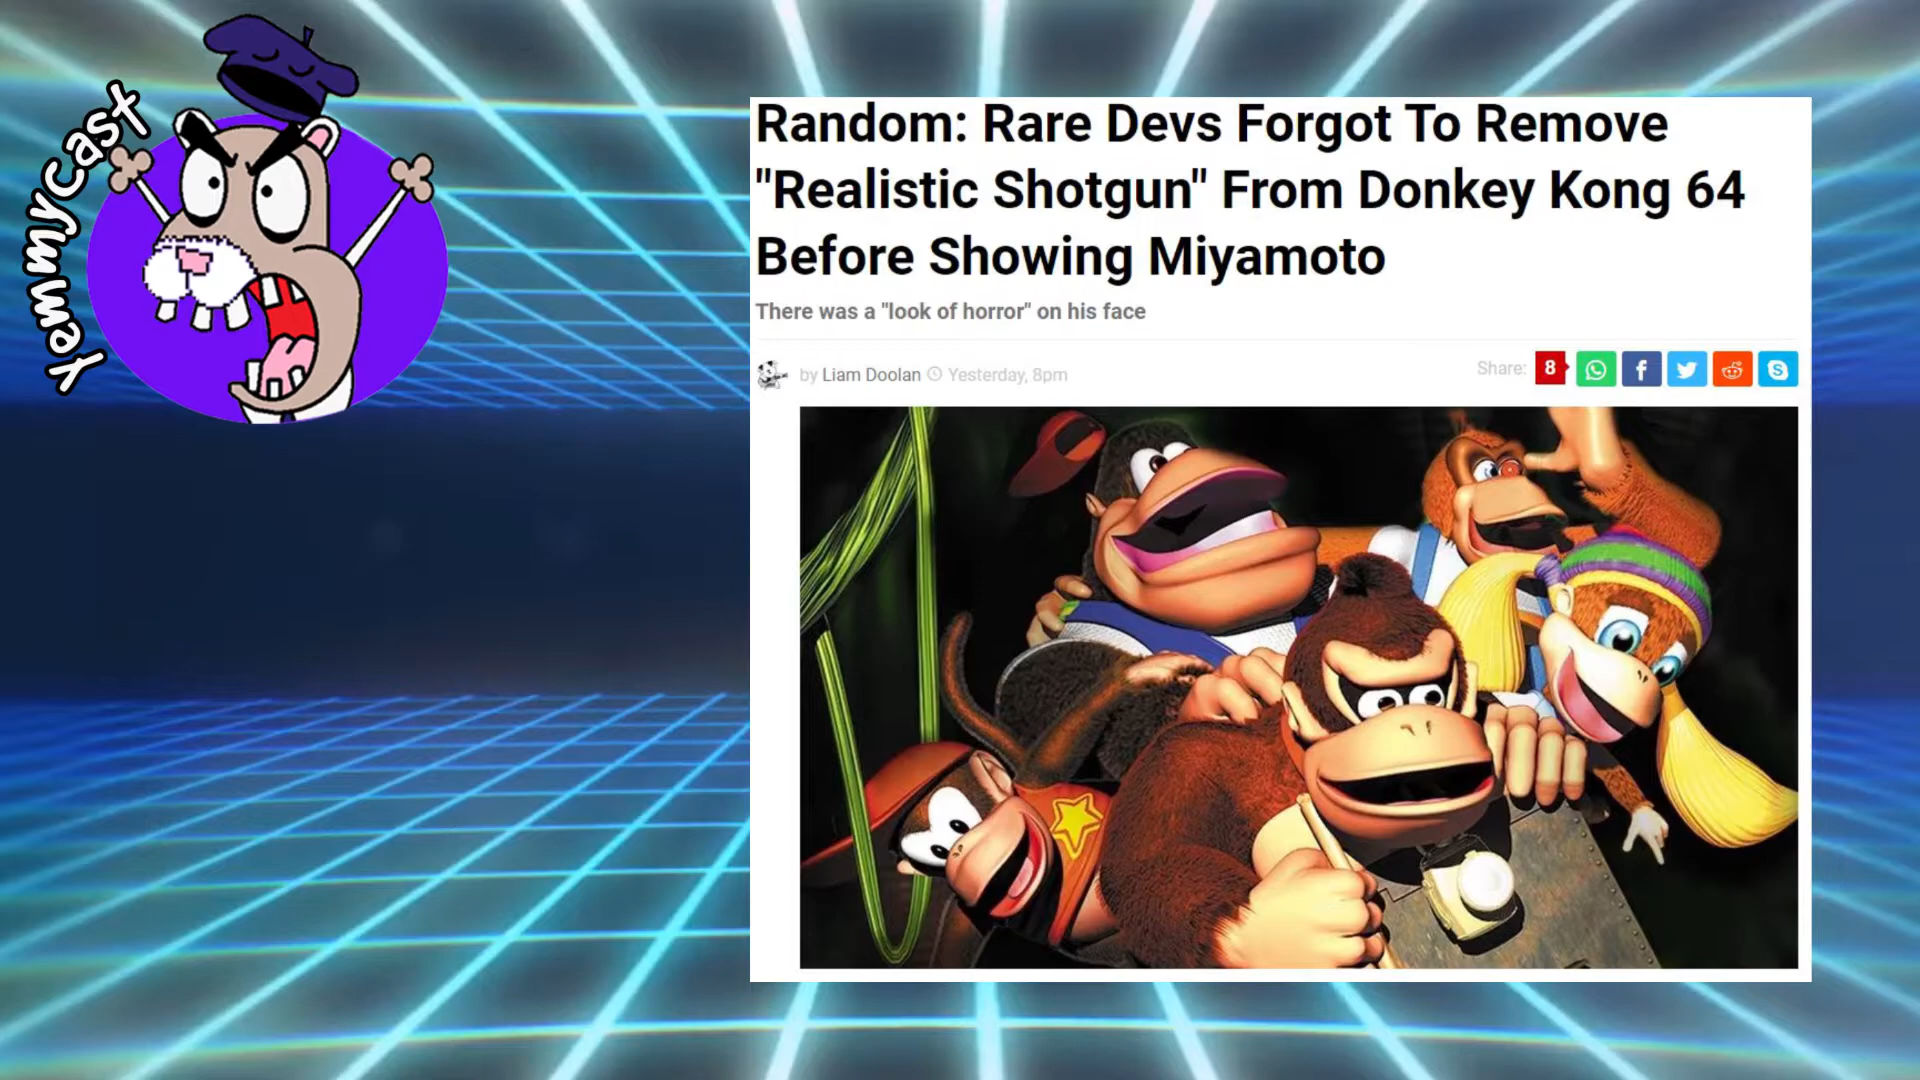 Yammycast
Random: Rare Devs Forgot To Remove
"Realistic Shotgun" From Donkey Kong 64
Before Showing Miyamoto
There was a "look of horror" on his face
by Liam Doolan Yesterday, 8pm
Share: 8